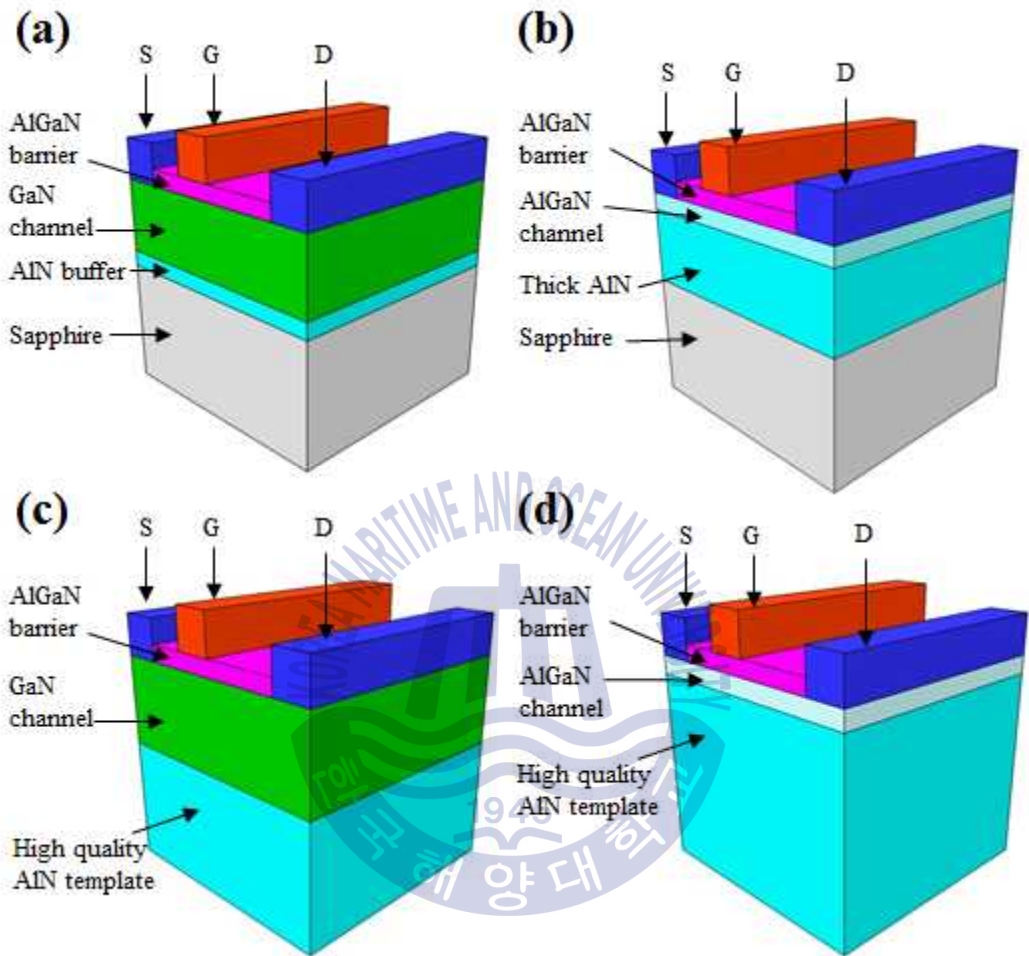 (a)
S G D
AlGaN
barrier
GaN
channel
AlN buffer
Sapphire
(b)
S G D
AlGaN
barrier
AlGaN
channel
Thick AlN
Sapphire
(c)
S G D
AlGaN
barrier
GaN
channel
High quality
AlN template
(d)
S G D
AlGaN
barrier
AlGaN
channel
High quality
AlN template
MARITIME AND OCEAN
1945
해양대학